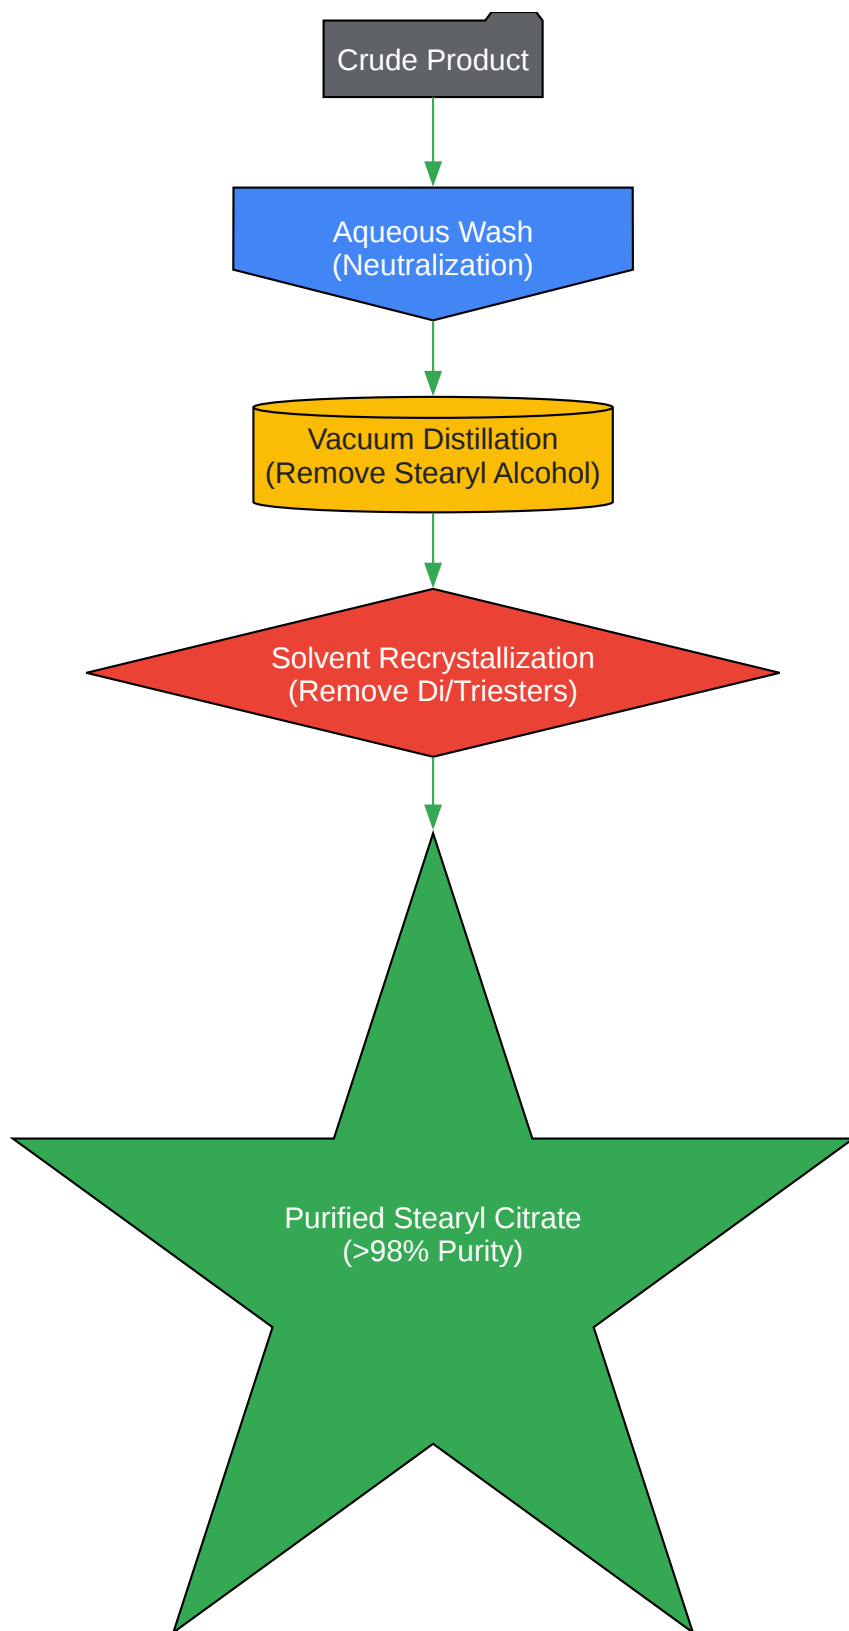 Crude Product
Aqueous Wash
(Neutralization)
Vacuum Distillation
(Remove Stearyl Alcohol)
Solvent Recrystallization
(Remove Di/Triesters)
Purified Stearyl Citrate
(>98% Purity)